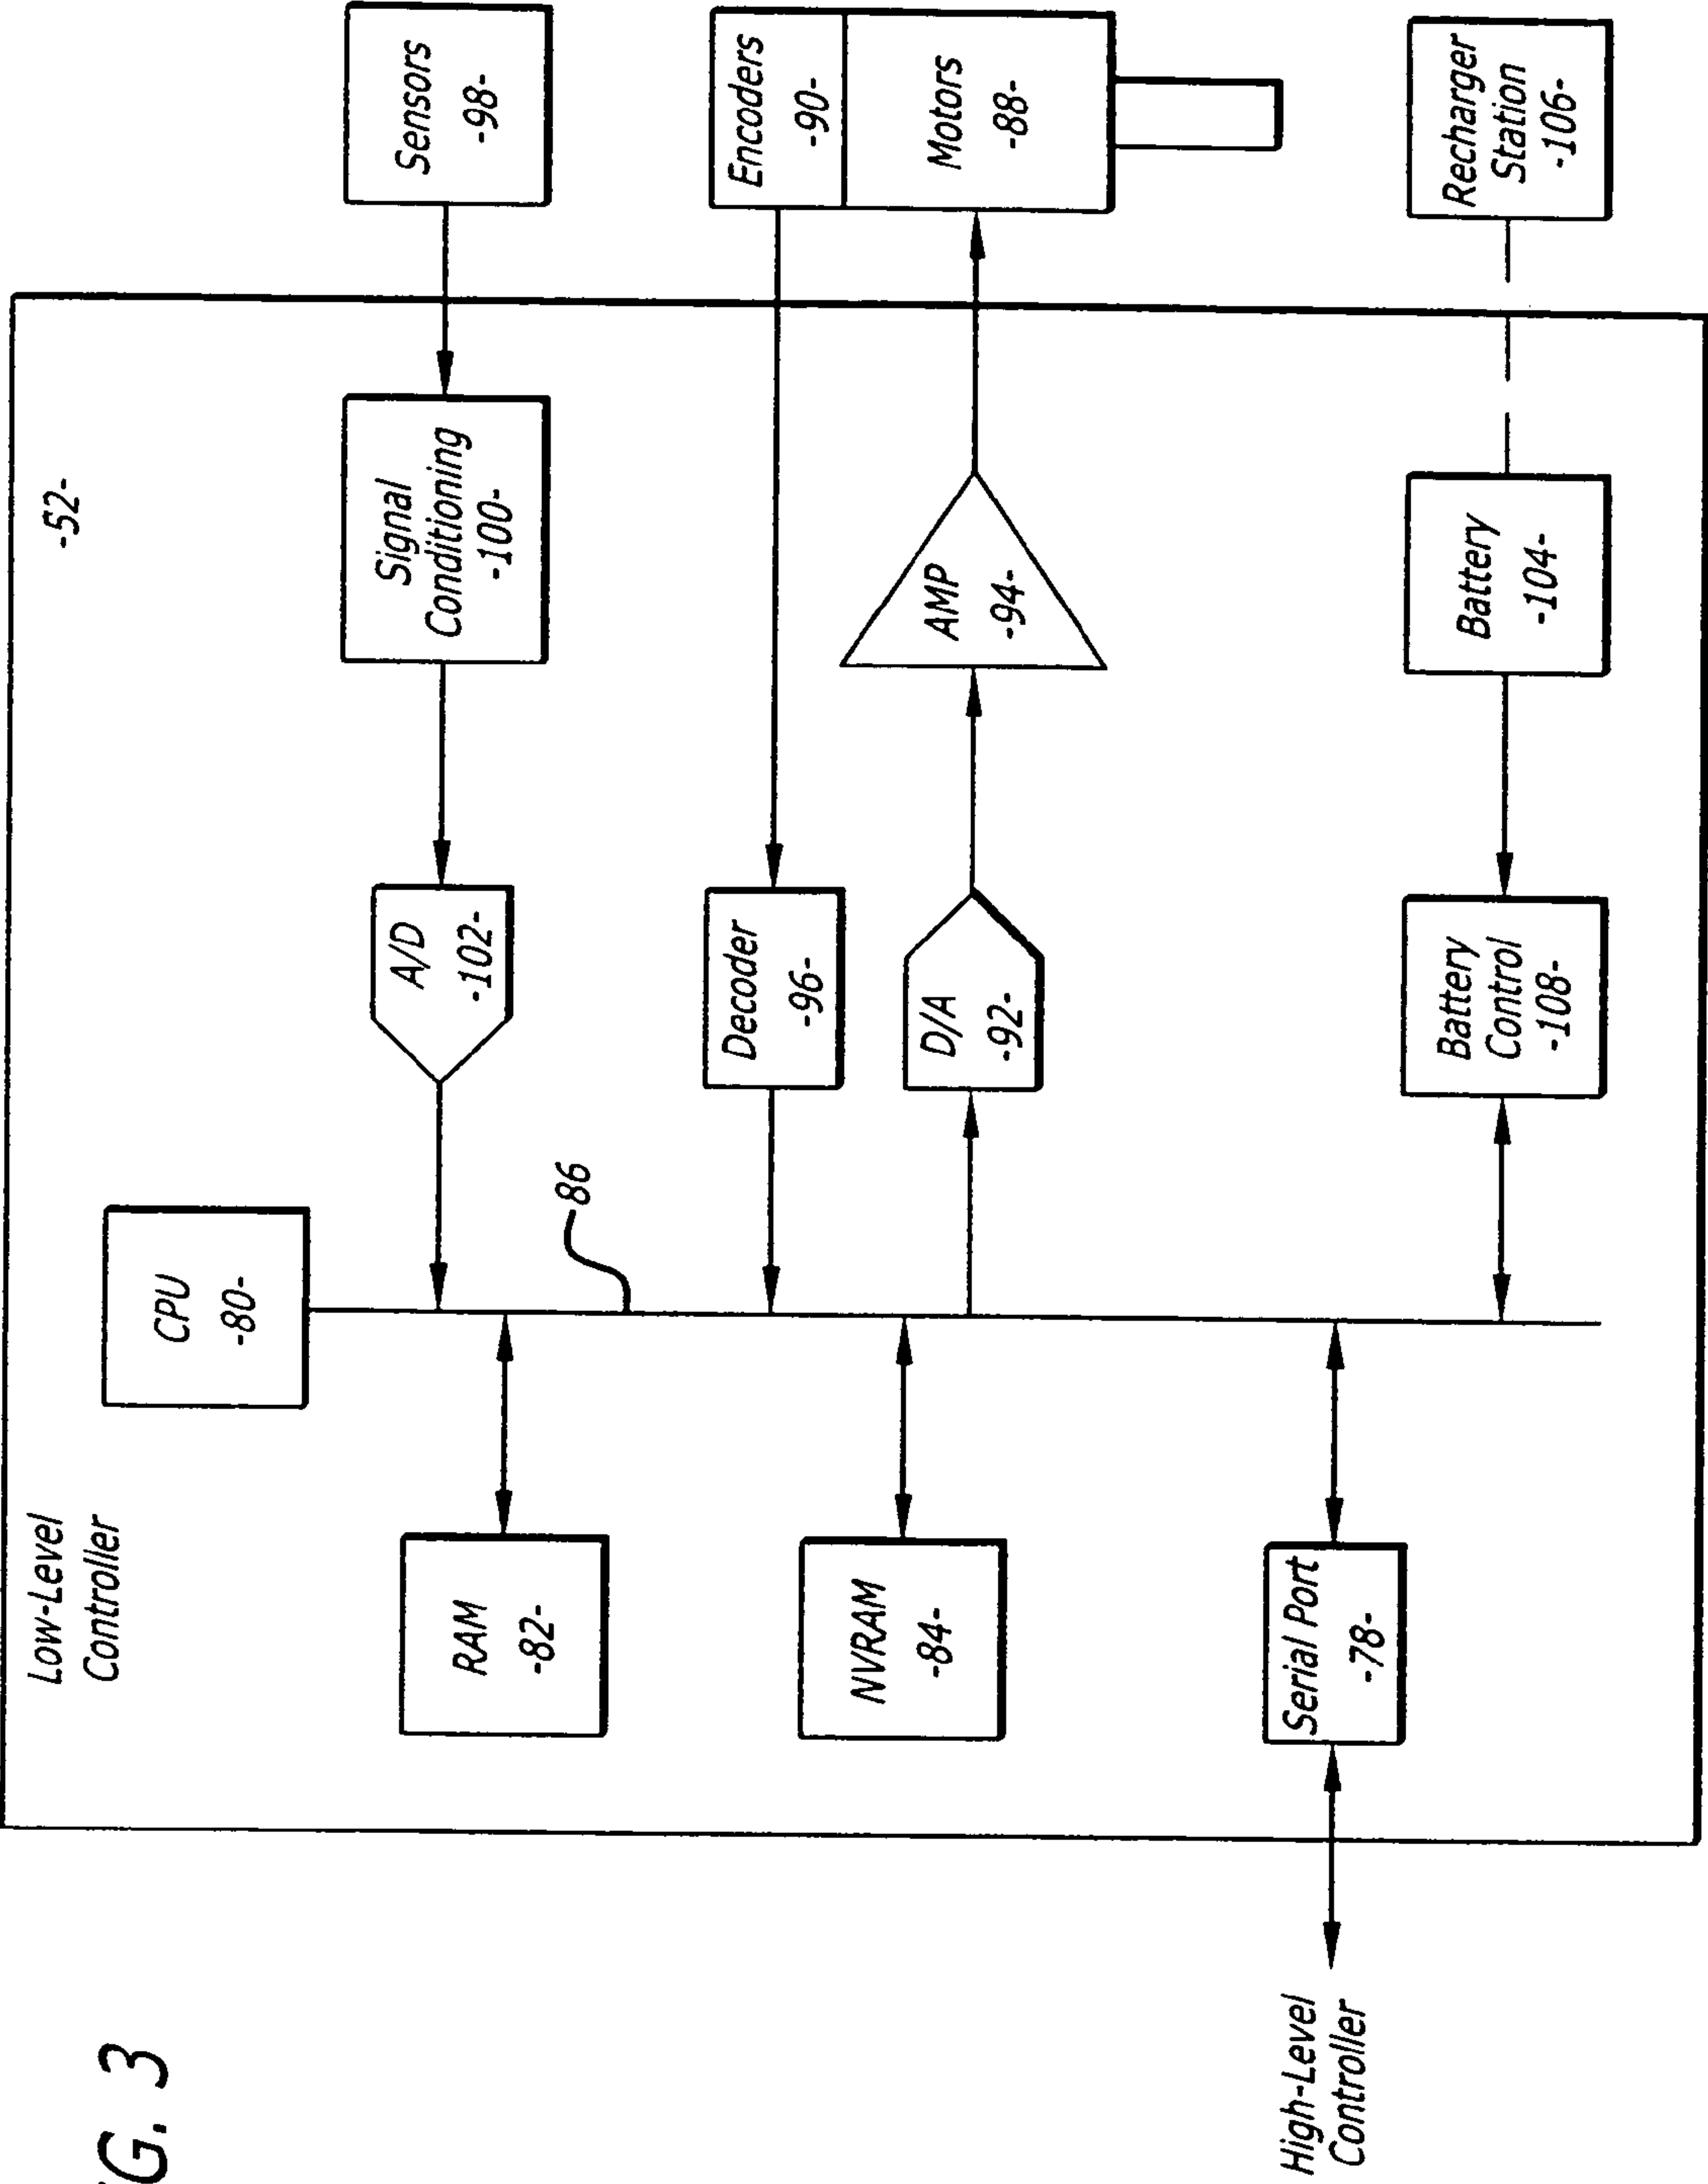 Low-Level
Controller
-52-
CPU
-80-
RAM
-82-
A/D
-102-
Signal
Conditioning
-100-
Sensors
-98-
86
Decoder
-96-
Encoders
-90-
NVRAM
-84-
D/A
-92-
AMP
-94-
Motors
-88-
Serial Port
-78-
High-Level
Controller
Battery
Control
-108-
Battery
-104-
Recharger
Station
-106-
G. 3